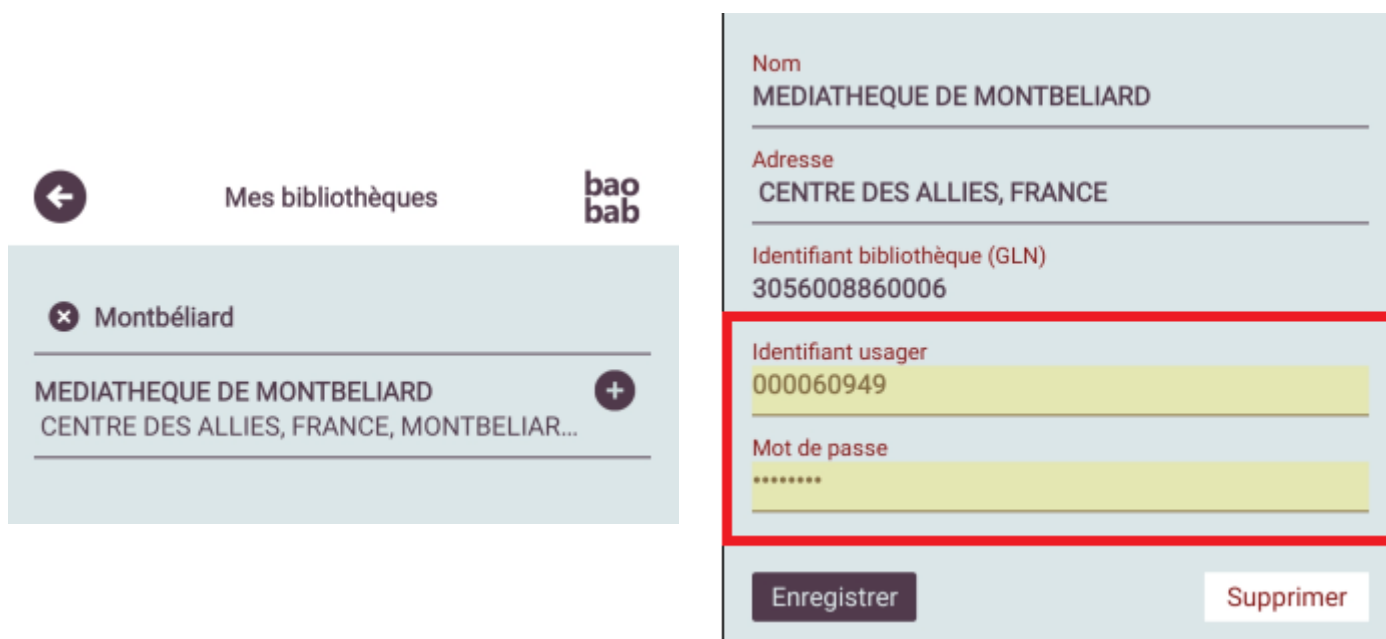 Mes bibliothèques
bao
bab
Montbéliard
MEDIATHEQUE DE MONTBELIARD
CENTRE DES ALLIES, FRANCE, MONTBELIAR...
Nom
MEDIATHEQUE DE MONTBELIARD
Adresse
CENTRE DES ALLIES, FRANCE
Identifiant bibliothèque (GLN)
3056008860006
Identifiant usager
000060949
Mot de passe
••••••••
Enregistrer
Supprimer